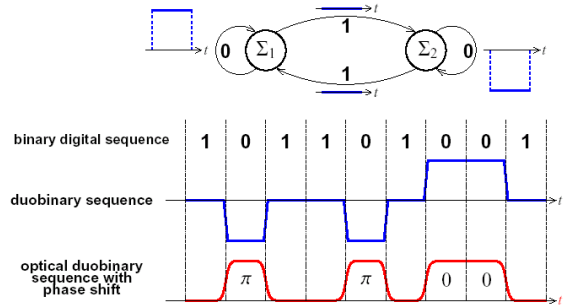 t
t
1
0 Σ1 Σ2 0
t
1
t
binary digital sequence 1 0 1 1 0 1 0 0 1
duobinary sequence t
optical duobinary
sequence with
phase shift
π π 0 0 t